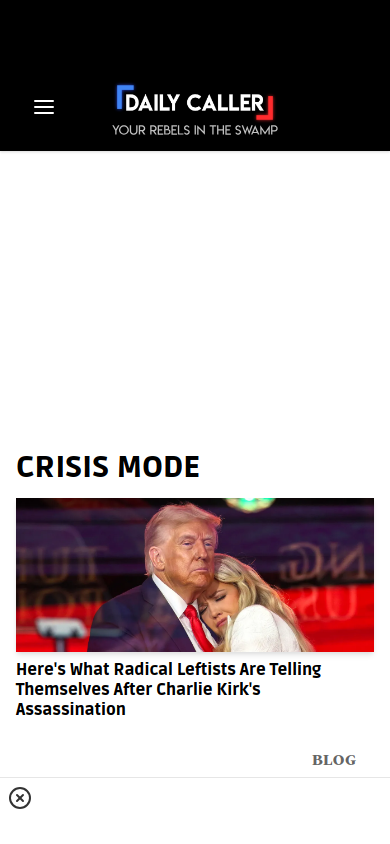 DAILY CALLER
YOUR REBELS IN THE SWAMP
CRISIS MODE
Here's What Radical Leftists Are Telling
Themselves After Charlie Kirk's
Assassination
BLOG